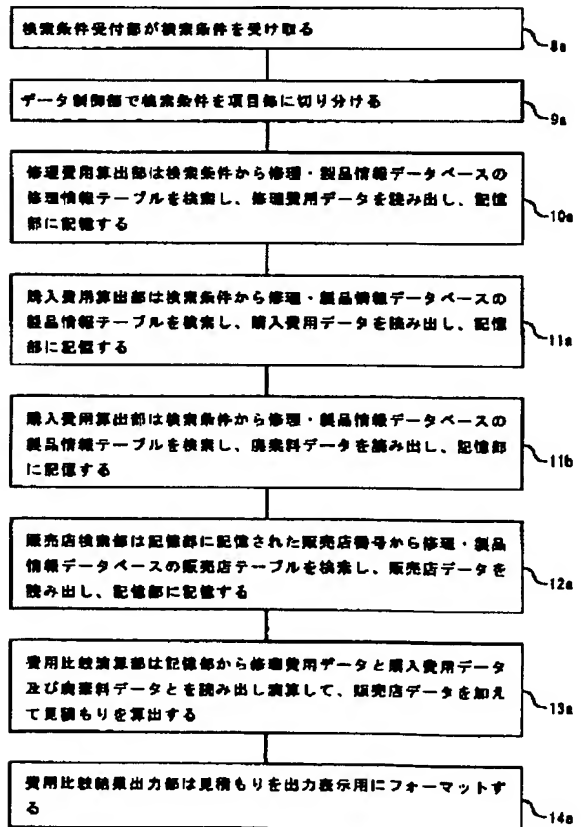 検索条件受付部が検索条件を受け取る
8a
データ制御部で検索条件を項目部に切り分ける
9a
修理費用算出部は検索条件から修理・製品情報データベースの
修理情報テーブルを検索し、修理費用データを読み出し、記憶
部に記憶する
10a
購入費用算出部は検索条件から修理・製品情報データベースの
製品情報テーブルを検索し、購入費用データを読み出し、記憶
部に記憶する
11a
購入費用算出部は検索条件から修理・製品情報データベースの
製品情報テーブルを検索し、廃棄料データを読み出し、記憶部
に記憶する
11b
販売店検索部は記憶部に記憶された販売店番号から修理・製品
情報データベースの販売店テーブルを検索し、販売店データを
読み出し、記憶部に記憶する
12a
費用比較演算部は記憶部から修理費用データと購入費用データ
及び廃棄料データとを読み出し演算して、販売店データを加え
て見積もりを算出する
13a
費用比較結果出力部は見積もりを出力表示用にフォーマットす
る
14a